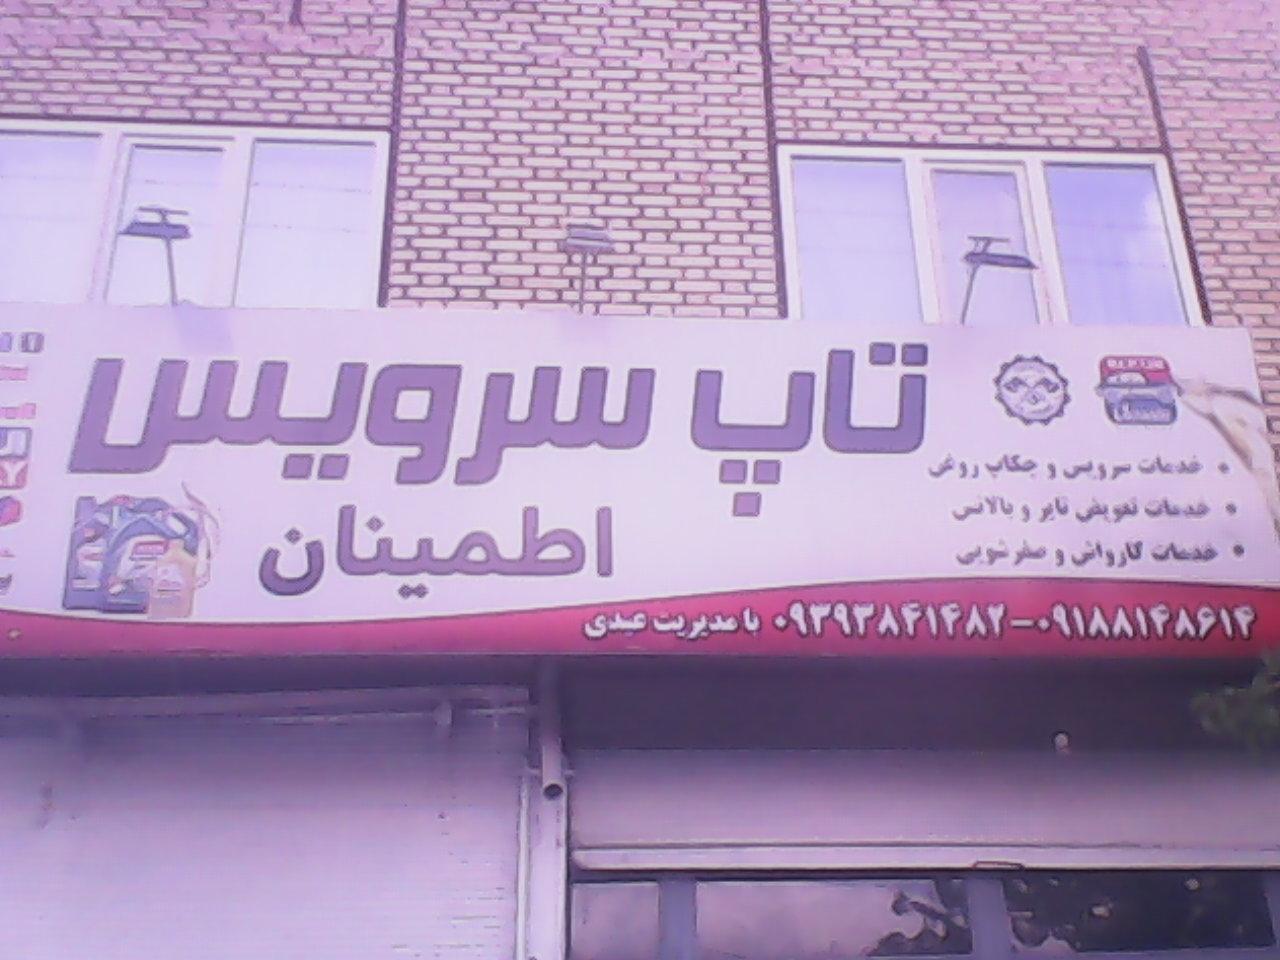 تاپ سرویس
اطمینان
• خدمات سرویس و چکاپ روغن
• خدمات تعویض تایر و بالانس
• خدمات کارواش و صفرشویی
۰۹۱۸۸۱۴۸۶۱۴-۰۹۳۹۳۸۴۱۴۸۲ با مدیریت عبدی